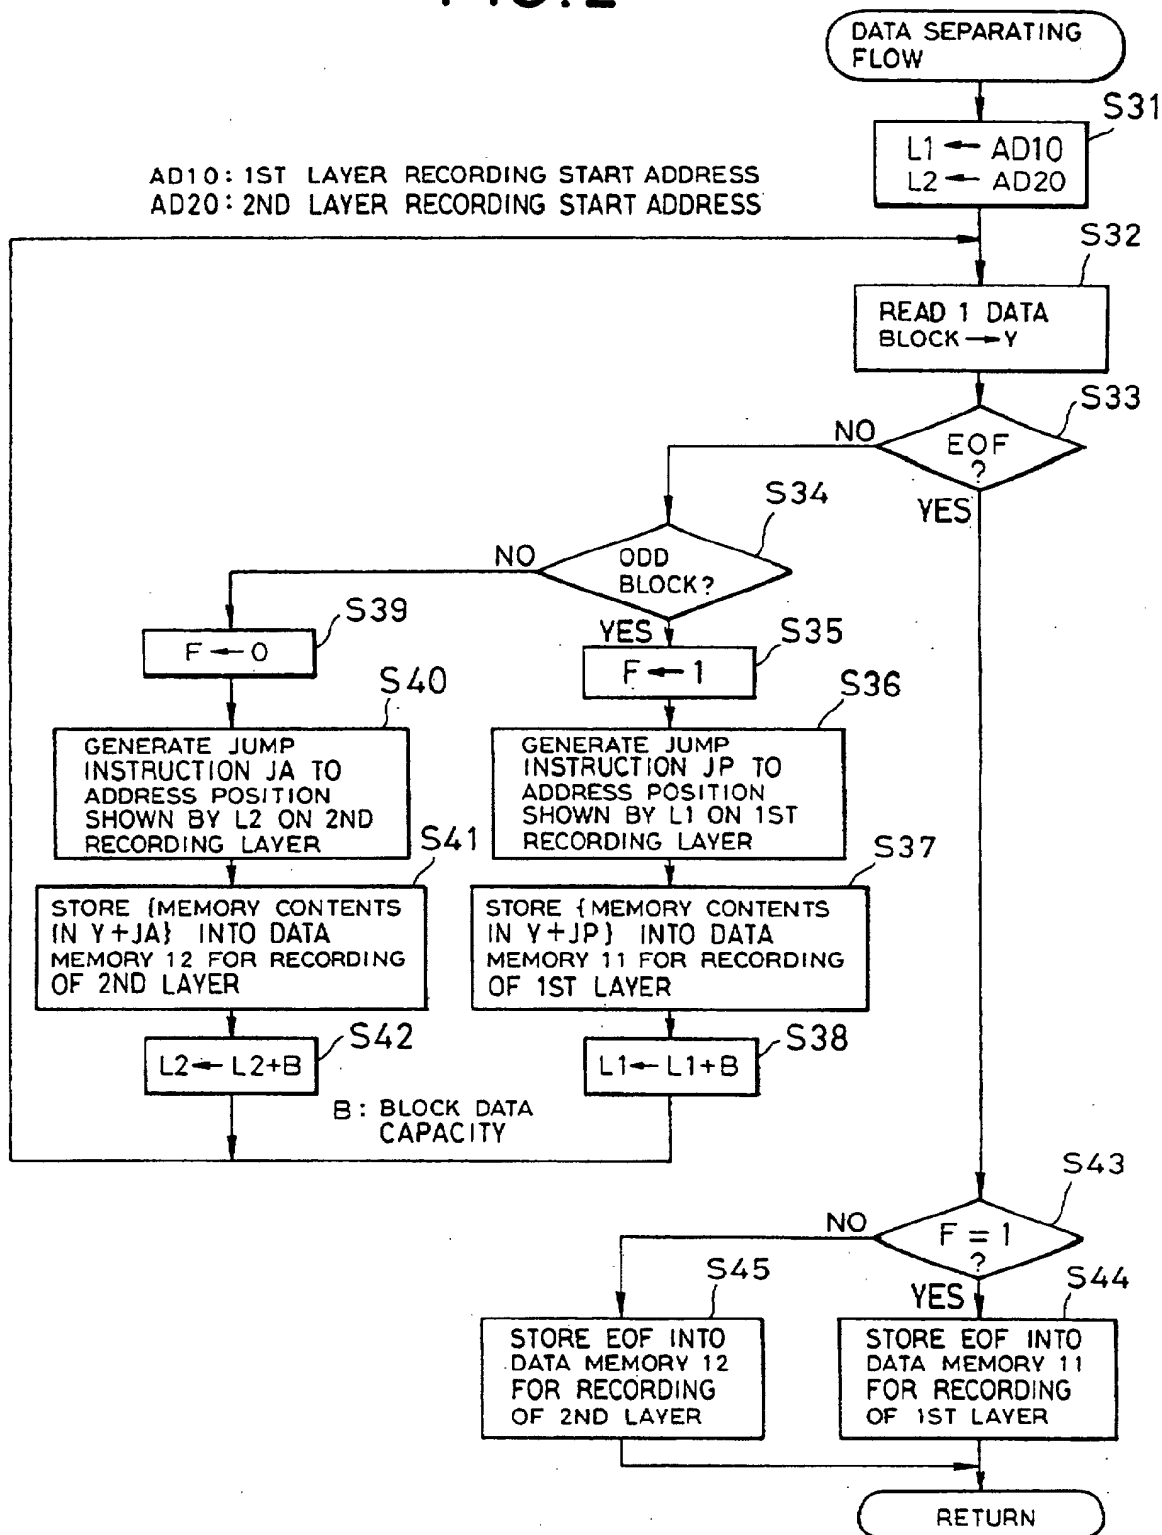 DATA SEPARATING
FLOW
S31
L1 ← AD10
L2 ← AD20
AD10: 1ST LAYER RECORDING START ADDRESS
AD20: 2ND LAYER RECORDING START ADDRESS
S32
READ 1 DATA
BLOCK → Y
S33
NO
EOF
?
YES
S34
NO
ODD
BLOCK?
YES
S39
F ← 0
S35
F ← 1
S40
GENERATE JUMP
INSTRUCTION JA TO
ADDRESS POSITION
SHOWN BY L2 ON 2ND
RECORDING LAYER
S36
GENERATE JUMP
INSTRUCTION JP TO
ADDRESS POSITION
SHOWN BY L1 ON 1ST
RECORDING LAYER
S41
STORE {MEMORY CONTENTS
IN Y+JA} INTO DATA
MEMORY 12 FOR RECORDING
OF 2ND LAYER
S37
STORE {MEMORY CONTENTS
IN Y+JP} INTO DATA
MEMORY 11 FOR RECORDING
OF 1ST LAYER
S42
L2 ← L2+B
S38
L1 ← L1+B
B: BLOCK DATA
CAPACITY
S43
NO
F = 1
?
YES
S45
STORE EOF INTO
DATA MEMORY 12
FOR RECORDING
OF 2ND LAYER
S44
STORE EOF INTO
DATA MEMORY 11
FOR RECORDING
OF 1ST LAYER
RETURN